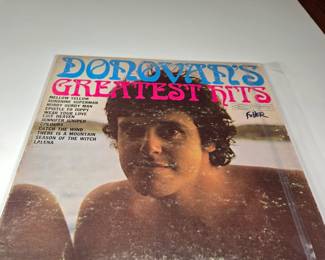 DONOVAN'S
GREATEST HITS
MELLOW YELLOW
SUNSHINE SUPERMAN
HURDY GURDY MAN
EPISTLE TO DIPPY
WEAR YOUR LOVE
LIKE HEAVEN
JENNIFER JUNIPER
COLOURS
CATCH THE WIND
THERE IS A MOUNTAIN
SEASON OF THE WITCH
LALENA